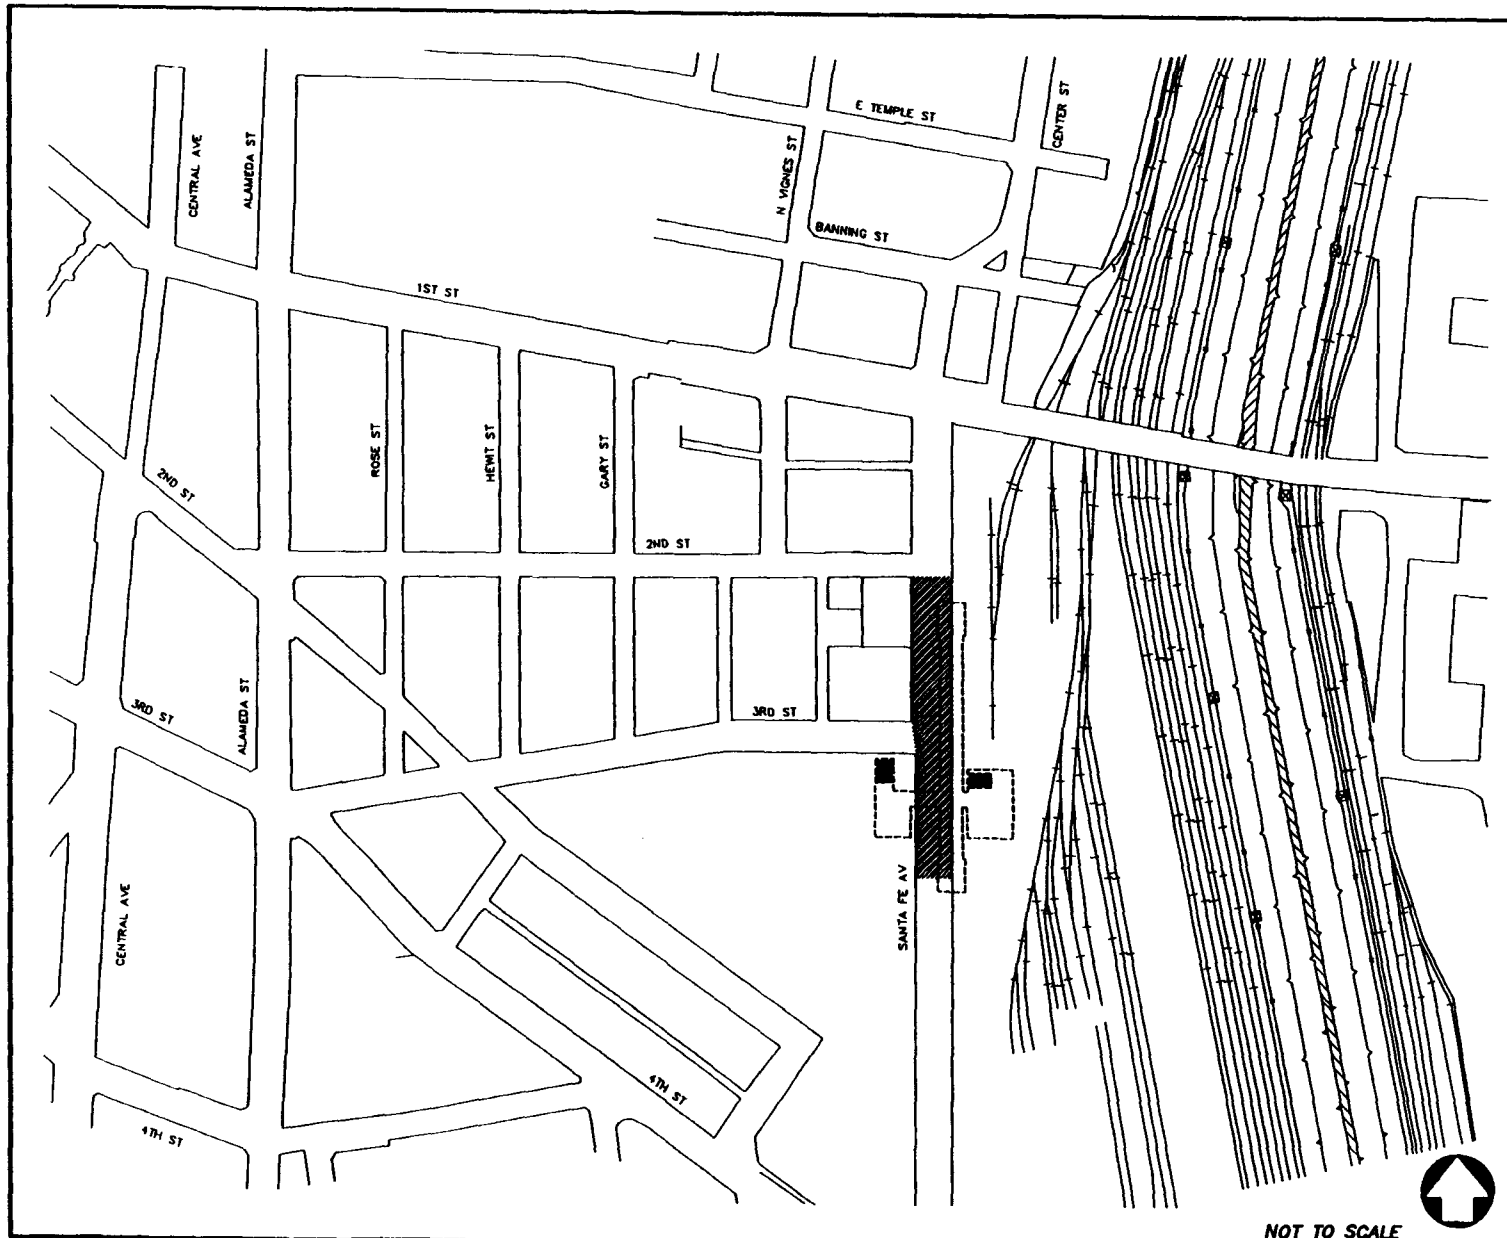 E TEMPLE ST
CENTER ST
CENTRAL AVE
ALAMEDA ST
N VIGNES ST
BANNING ST
1ST ST
ROSE ST
HEWIT ST
GARY ST
2ND ST
2ND ST
3RD ST
ALAMEDA ST
3RD ST
CENTRAL AVE
SANTA FE AV
4TH ST
4TH ST
NOT TO SCALE